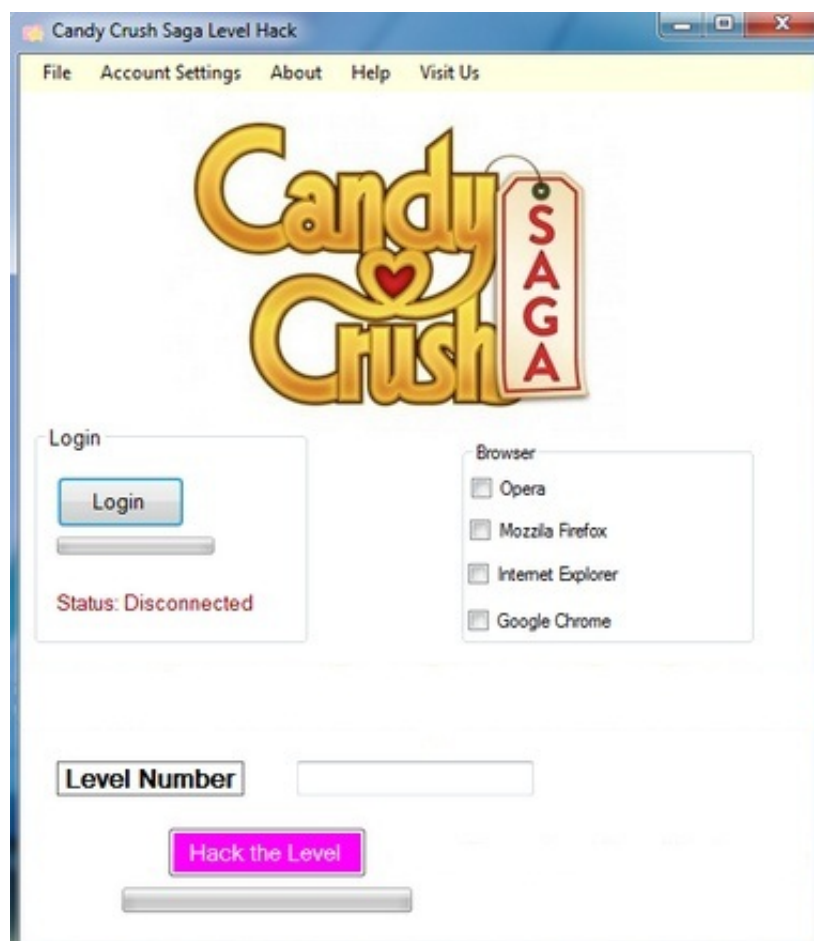 Candy Crush Saga Level Hack
File Account Settings About Help Visit Us
Candy
Crush
SAGA
Login
Login
Status: Disconnected
Browser
Opera
Mozzila Firefox
Internet Explorer
Google Chrome
Level Number
Hack the Level